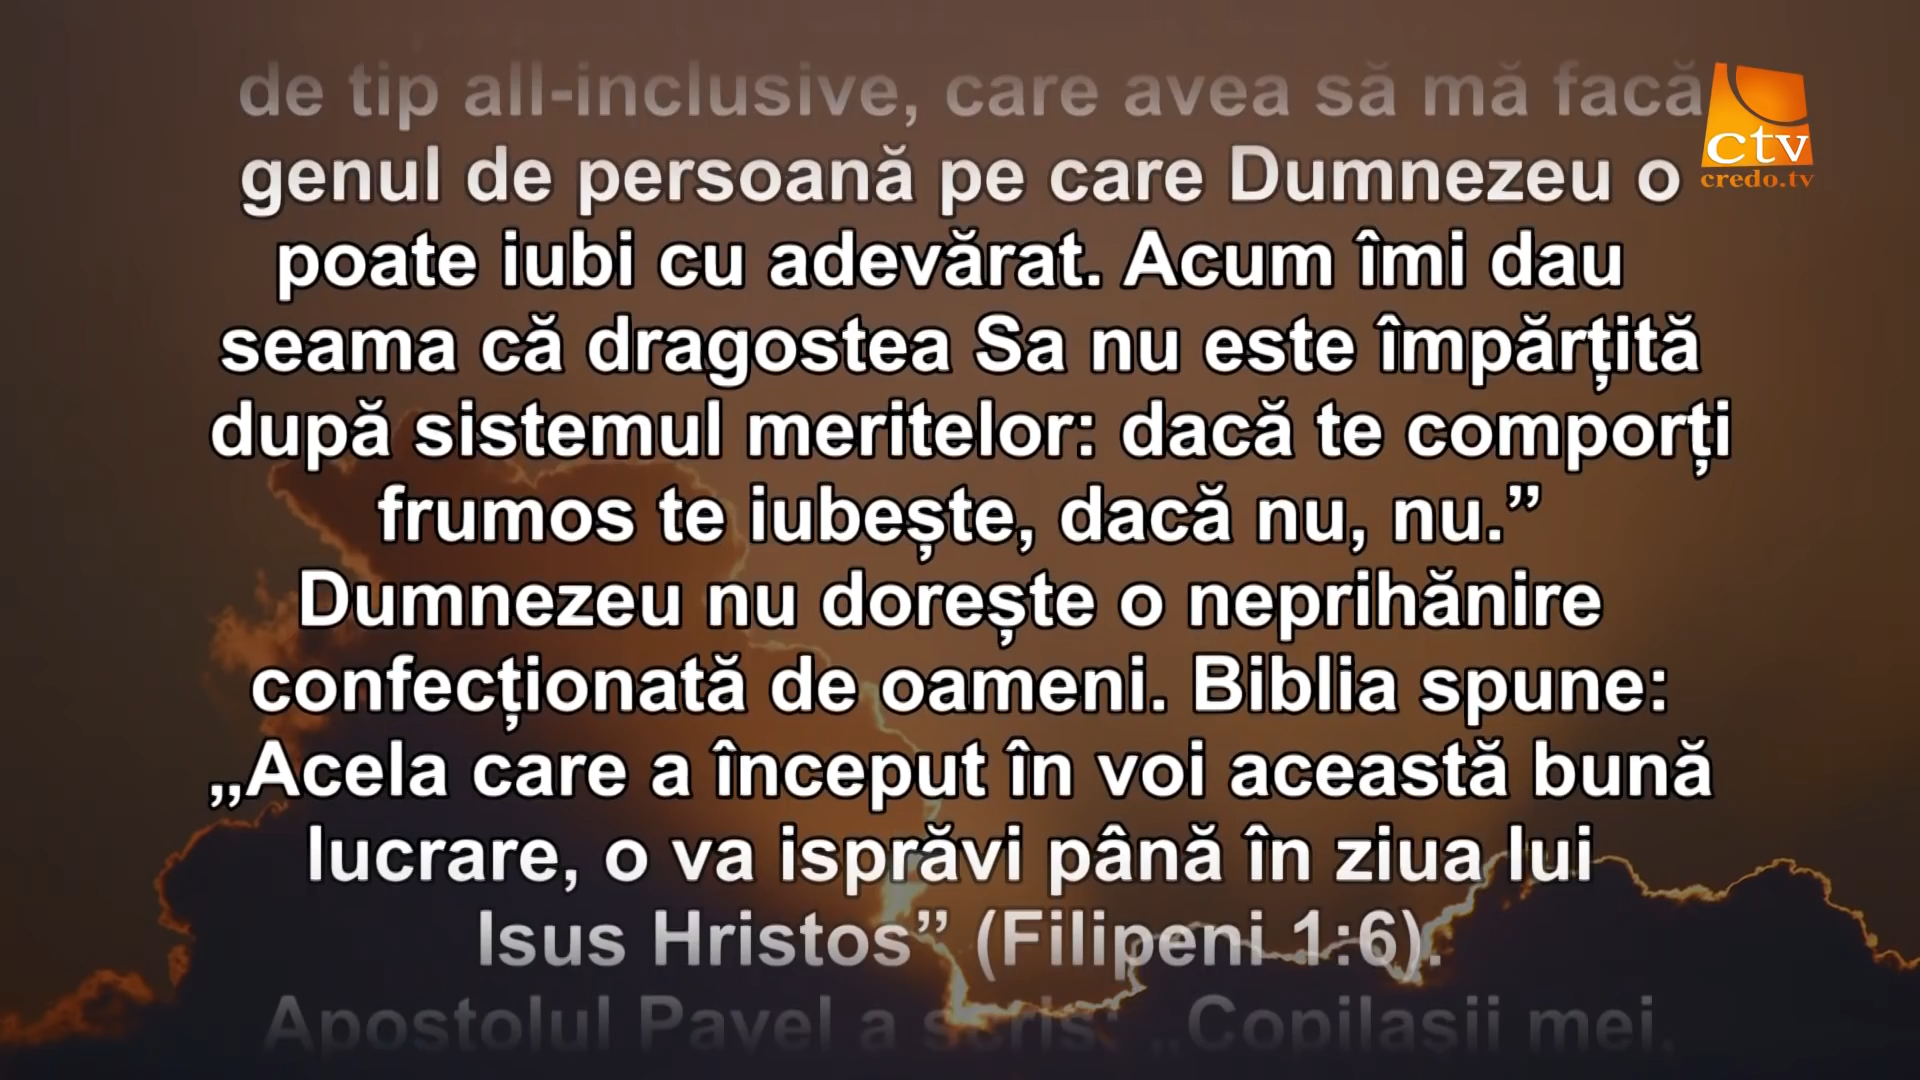 de tip all-inclusive, care avea să mă facă
genul de persoană pe care Dumnezeu o
poate iubi cu adevărat. Acum îmi dau
seama că dragostea Sa nu este împărțită
după sistemul meritelor: dacă te comporți
frumos te iubește, dacă nu, nu.”
Dumnezeu nu dorește o neprihănire
confecționată de oameni. Biblia spune:
„Acela care a început în voi această bună
lucrare, o va isprăvi până în ziua lui
Isus Hristos” (Filipeni 1:6).
Apostolul Pavel a scris: „Copilașii mei,
ctv
credo.tv